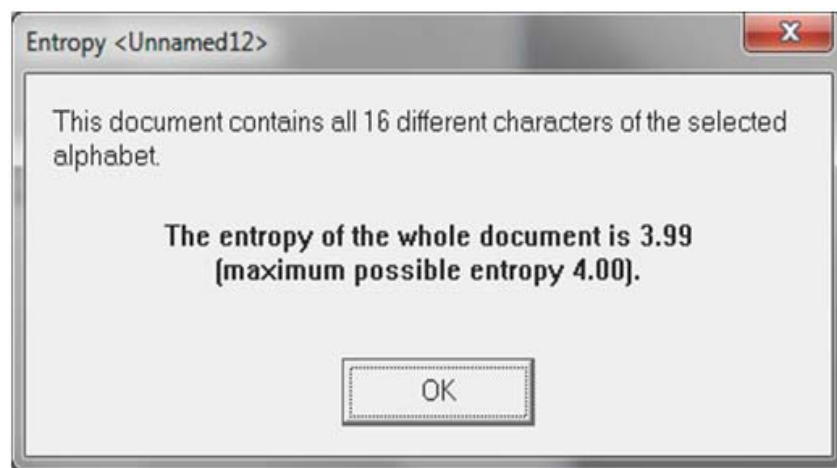 Entropy <Unnamed12>
x
This document contains all 16 different characters of the selected
alphabet.
The entropy of the whole document is 3.99
(maximum possible entropy 4.00).
OK